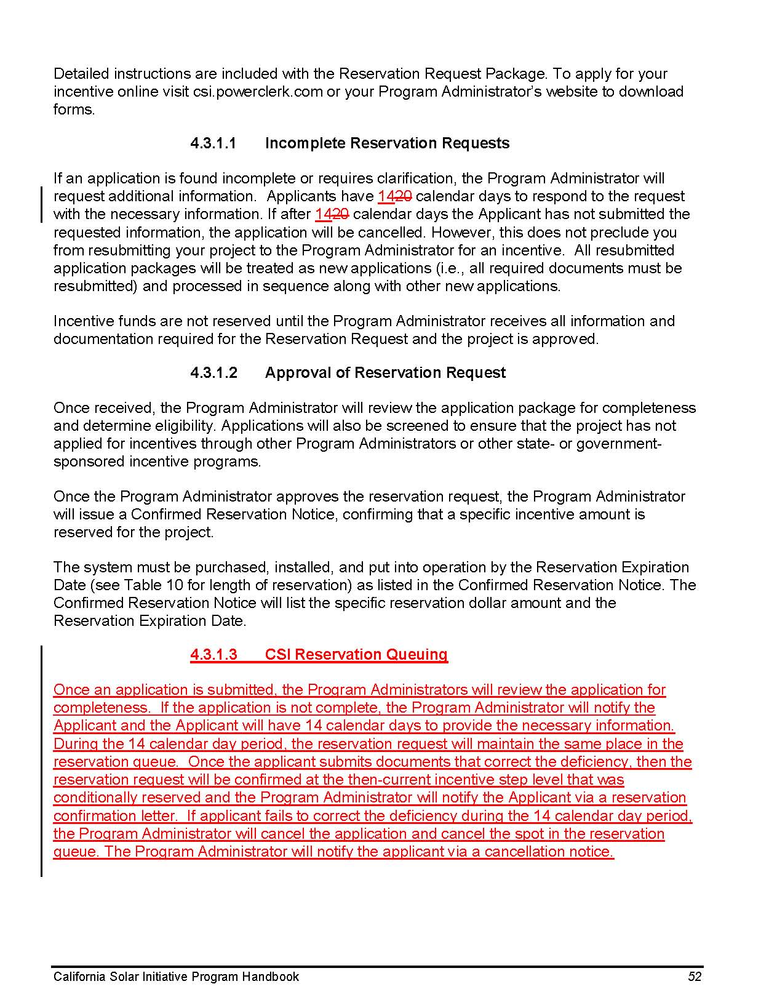 Detailed instructions are included with the Reservation Request Package. To apply for your
incentive online visit csi.powerclerk.com or your Program Administrator’s website to download
forms.
4.3.1.1 Incomplete Reservation Requests
If an application is found incomplete or requires clarification, the Program Administrator will
request additional information.  Applicants have 1420 calendar days to respond to the request
with the necessary information. If after 1420 calendar days the Applicant has not submitted the
requested information, the application will be cancelled. However, this does not preclude you
from resubmitting your project to the Program Administrator for an incentive.  All resubmitted
application packages will be treated as new applications (i.e., all required documents must be
resubmitted) and processed in sequence along with other new applications.
Incentive funds are not reserved until the Program Administrator receives all information and
documentation required for the Reservation Request and the project is approved.
4.3.1.2 Approval of Reservation Request
Once received, the Program Administrator will review the application package for completeness
and determine eligibility. Applications will also be screened to ensure that the project has not
applied for incentives through other Program Administrators or other state- or government-
sponsored incentive programs.
Once the Program Administrator approves the reservation request, the Program Administrator
will issue a Confirmed Reservation Notice, confirming that a specific incentive amount is
reserved for the project.
The system must be purchased, installed, and put into operation by the Reservation Expiration
Date (see Table 10 for length of reservation) as listed in the Confirmed Reservation Notice. The
Confirmed Reservation Notice will list the specific reservation dollar amount and the
Reservation Expiration Date.
4.3.1.3 CSI Reservation Queuing
Once an application is submitted, the Program Administrators will review the application for
completeness.  If the application is not complete, the Program Administrator will notify the
Applicant and the Applicant will have 14 calendar days to provide the necessary information.
During the 14 calendar day period, the reservation request will maintain the same place in the
reservation queue.  Once the applicant submits documents that correct the deficiency, then the
reservation request will be confirmed at the then-current incentive step level that was
conditionally reserved and the Program Administrator will notify the Applicant via a reservation
confirmation letter.  If applicant fails to correct the deficiency during the 14 calendar day period,
the Program Administrator will cancel the application and cancel the spot in the reservation
queue. The Program Administrator will notify the applicant via a cancellation notice.
California Solar Initiative Program Handbook 52